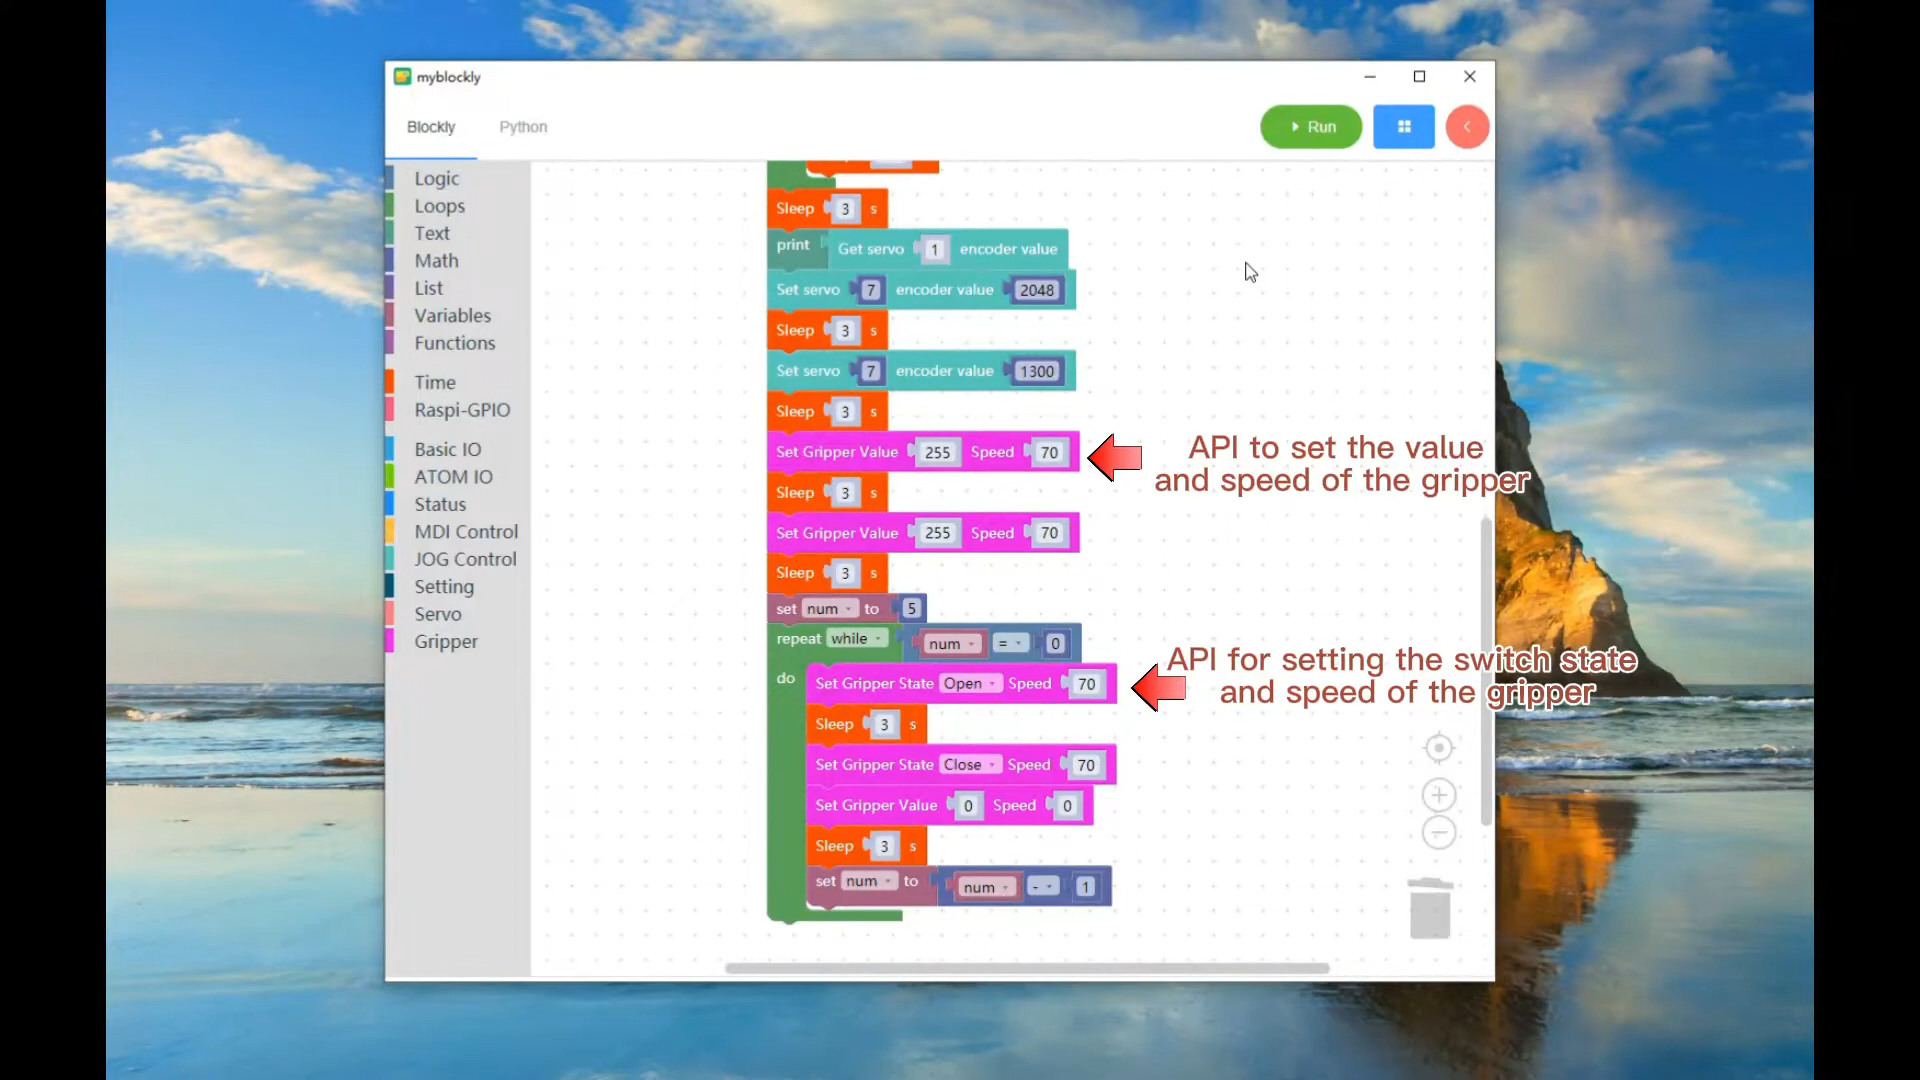 myblockly
Blockly
Python
Run
Logic
Loops
Text
Math
List
Variables
Functions
Time
Raspi-GPIO
Basic IO
ATOM IO
Status
MDI Control
JOG Control
Setting
Servo
Gripper
Sleep 3 s
print Get servo 1 encoder value
Set servo 7 encoder value 2048
Sleep 3 s
Set servo 7 encoder value 1300
Sleep 3 s
Set Gripper Value 255 Speed 70
Sleep 3 s
Set Gripper Value 255 Speed 70
Sleep 3 s
set num to 5
repeat while num = 0
do Set Gripper State Open Speed 70
Sleep 3 s
Set Gripper State Close Speed 70
Set Gripper Value 0 Speed 0
Sleep 3 s
set num to num - 1
API to set the value
and speed of the gripper
API for setting the switch state
and speed of the gripper